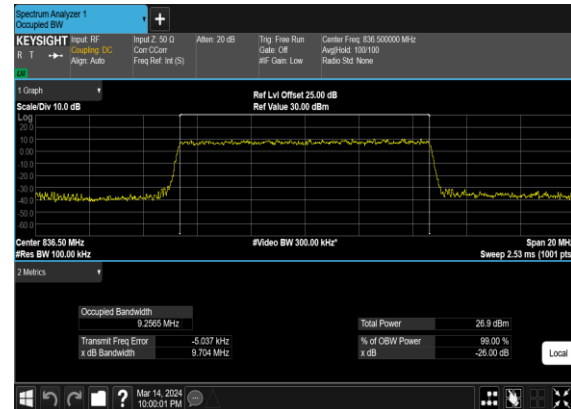 Spectrum Analyzer 1
Occupied BW
+
KEYSIGHT Input: RF Input Z: 50 Ω Atten: 20 dB Trig: Free Run Center Freq: 836.500000 MHz
R T Coupling: DC Corr CCorr Gate: Off Avg|Hold: 100/100
Align: Auto Freq Ref: Int (S) #IF Gain: Low Radio Std: None
LN
1 Graph Ref Lvl Offset 25.00 dB
Scale/Div 10.0 dB Ref Value 30.00 dBm
Log
20.0
10.0
0.00
-10.0
-20.0
-30.0
-40.0
-50.0
-60.0
Center 836.50 MHz #Video BW 300.00 kHz* Span 20 MHz
#Res BW 100.00 kHz Sweep 2.53 ms (1001 pts)
2 Metrics
Occupied Bandwidth
9.2565 MHz Total Power 26.9 dBm
Transmit Freq Error -5.037 kHz % of OBW Power 99.00 %
x dB Bandwidth 9.704 MHz x dB -26.00 dB
Local
? Mar 14, 2024
10:00:01 PM